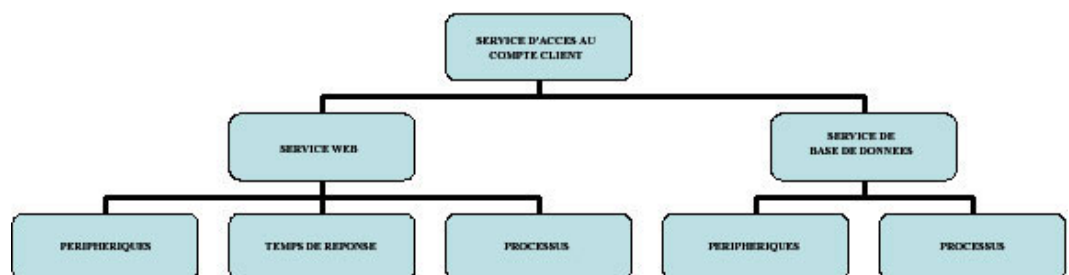 SERVICE D'ACCES AU
COMPTE CLIENT
SERVICE WEB
SERVICE DE
BASE DE DONNEES
PERIPHERIQUES
TEMPS DE REPONSE
PROCESSUS
PERIPHERIQUES
PROCESSUS